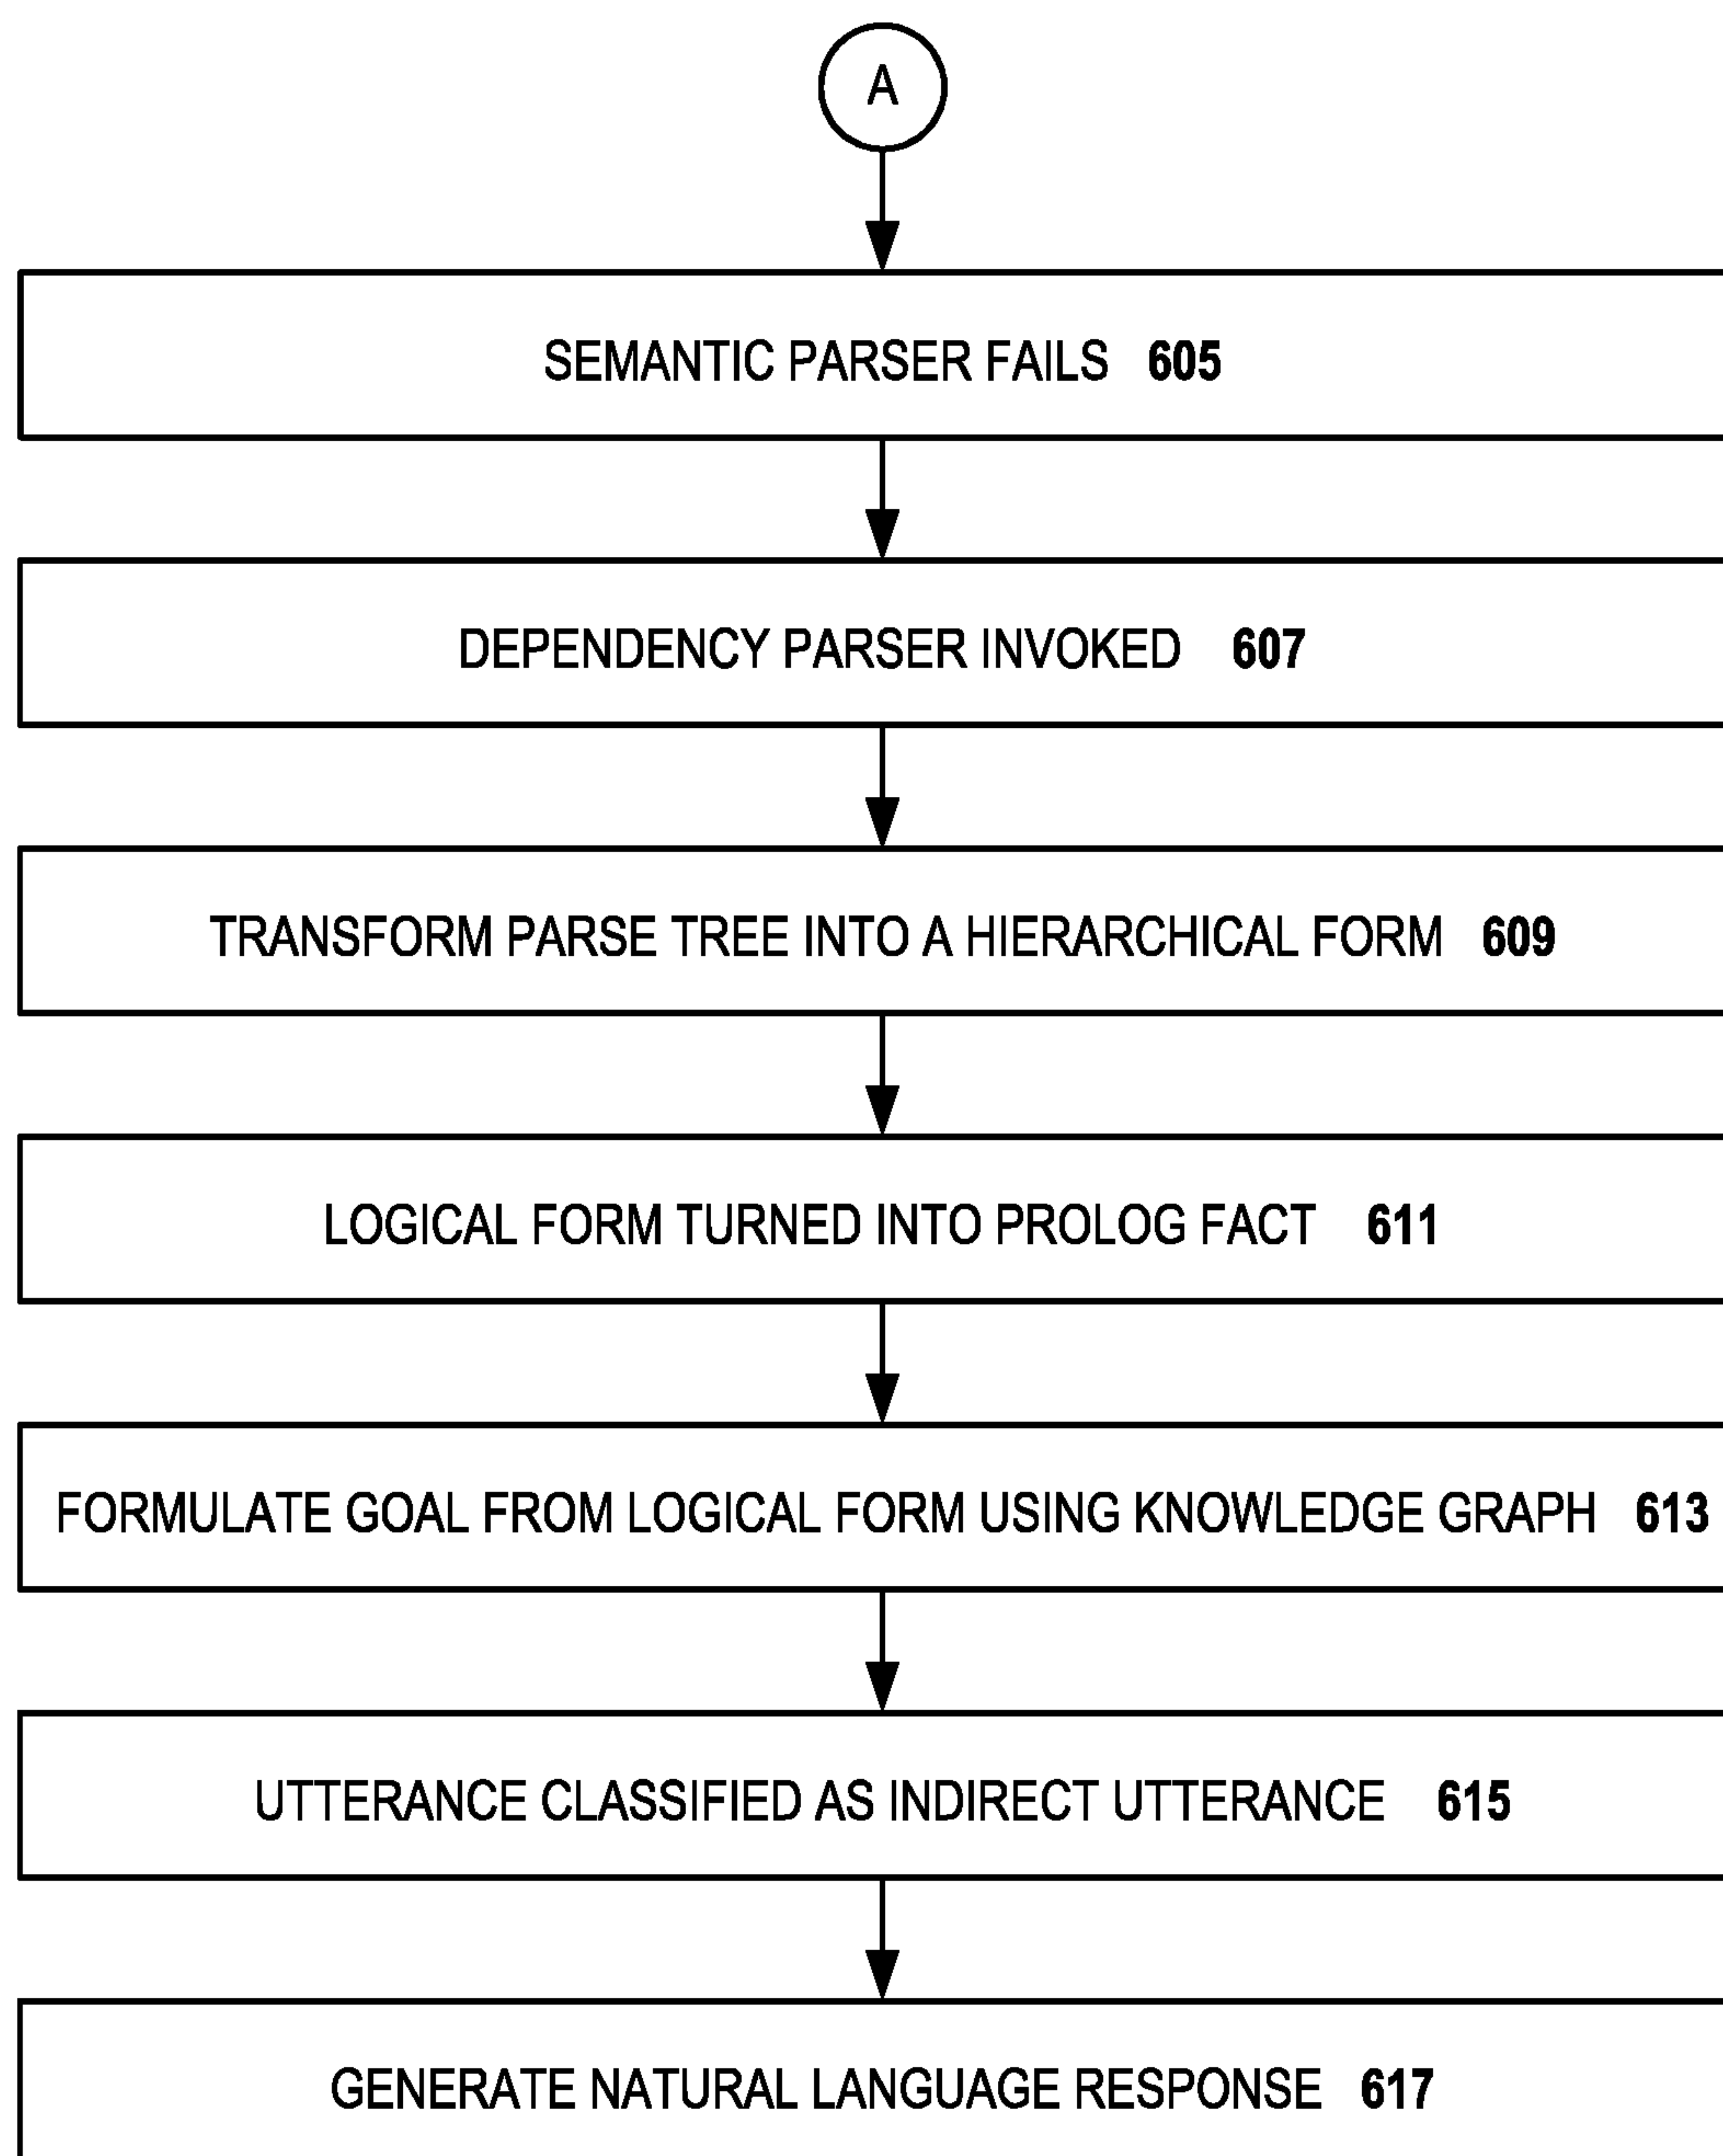 A
SEMANTIC PARSER FAILS 605
DEPENDENCY PARSER INVOKED 607
TRANSFORM PARSE TREE INTO A HIERARCHICAL FORM 609
LOGICAL FORM TURNED INTO PROLOG FACT 611
FORMULATE GOAL FROM LOGICAL FORM USING KNOWLEDGE GRAPH 613
UTTERANCE CLASSIFIED AS INDIRECT UTTERANCE 615
GENERATE NATURAL LANGUAGE RESPONSE 617